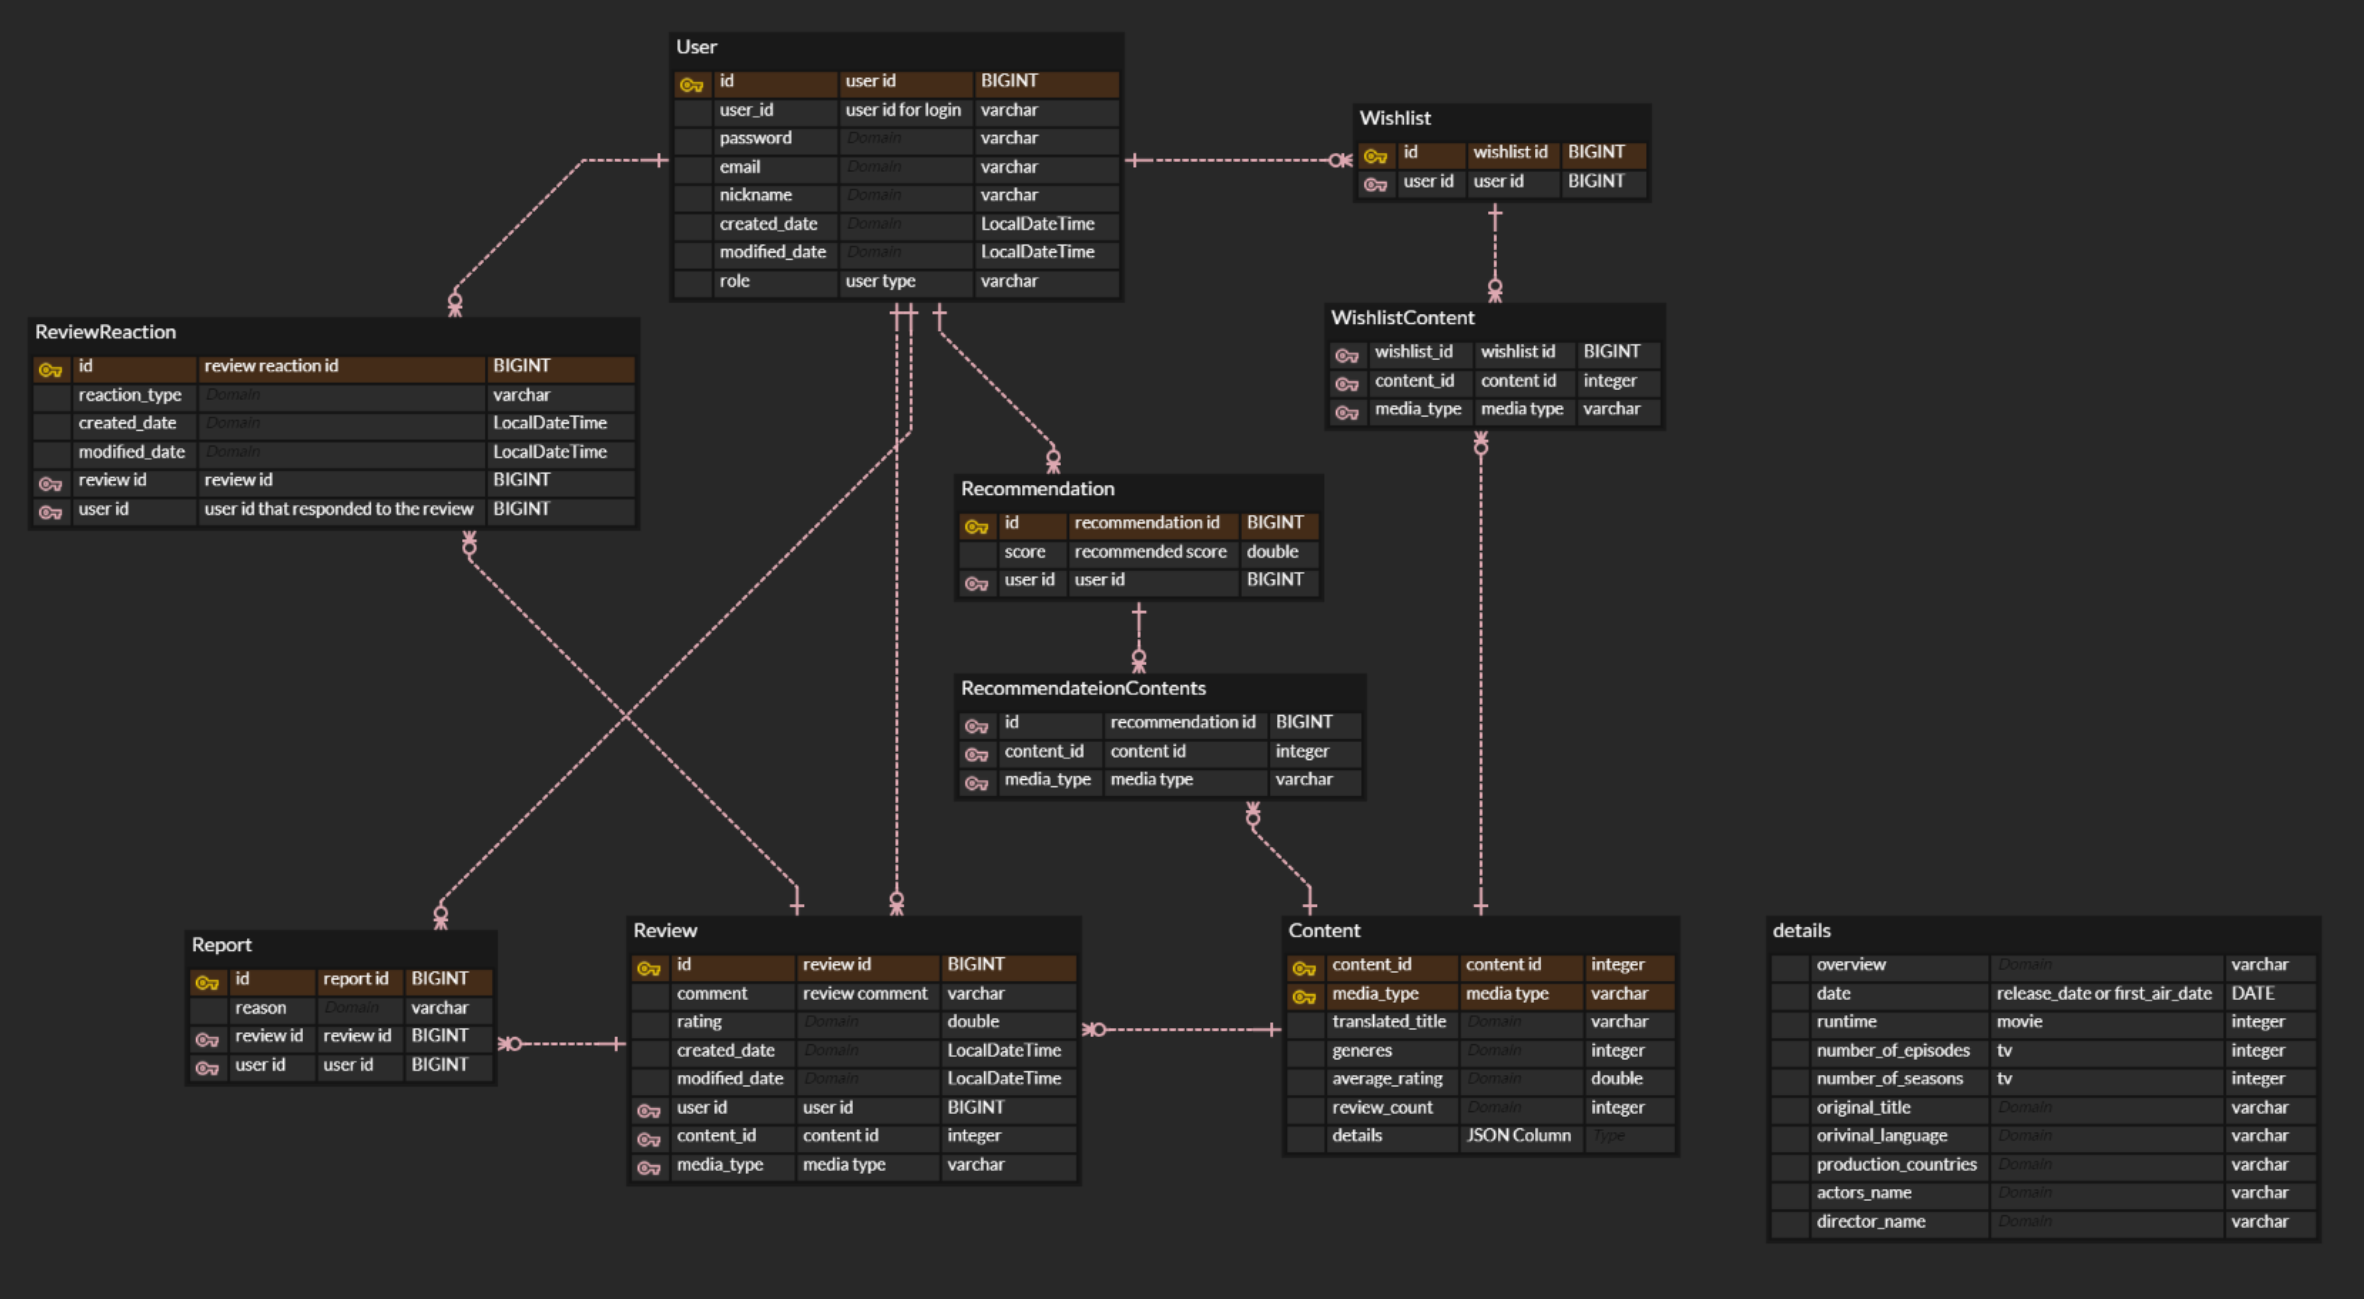 User
id user id BIGINT
user_id user id for login varchar
password Domain varchar
email Domain varchar
nickname Domain varchar
created_date Domain LocalDateTime
modified_date Domain LocalDateTime
role user type varchar
Wishlist
id wishlist id BIGINT
user id user id BIGINT
ReviewReaction
id review reaction id BIGINT
reaction_type Domain varchar
created_date Domain LocalDateTime
modified_date Domain LocalDateTime
review id review id BIGINT
user id user id that responded to the review BIGINT
WishlistContent
wishlist_id wishlist id BIGINT
content_id content id integer
media_type media type varchar
Recommendation
id recommendation id BIGINT
score recommended score double
user id user id BIGINT
RecommendateionContents
id recommendation id BIGINT
content_id content id integer
media_type media type varchar
Report
id report id BIGINT
reason Domain varchar
review id review id BIGINT
user id user id BIGINT
Review
id review id BIGINT
comment review comment varchar
rating Domain double
created_date Domain LocalDateTime
modified_date Domain LocalDateTime
user id user id BIGINT
content_id content id integer
media_type media type varchar
Content
content_id content id integer
media_type media type varchar
translated_title Domain varchar
generes Domain integer
average_rating Domain double
review_count Domain integer
details JSON Column Type
details
overview Domain varchar
date release_date or first_air_date DATE
runtime movie integer
number_of_episodes tv integer
number_of_seasons tv integer
original_title Domain varchar
orivinal_language Domain varchar
production_countries Domain varchar
actors_name Domain varchar
director_name Domain varchar